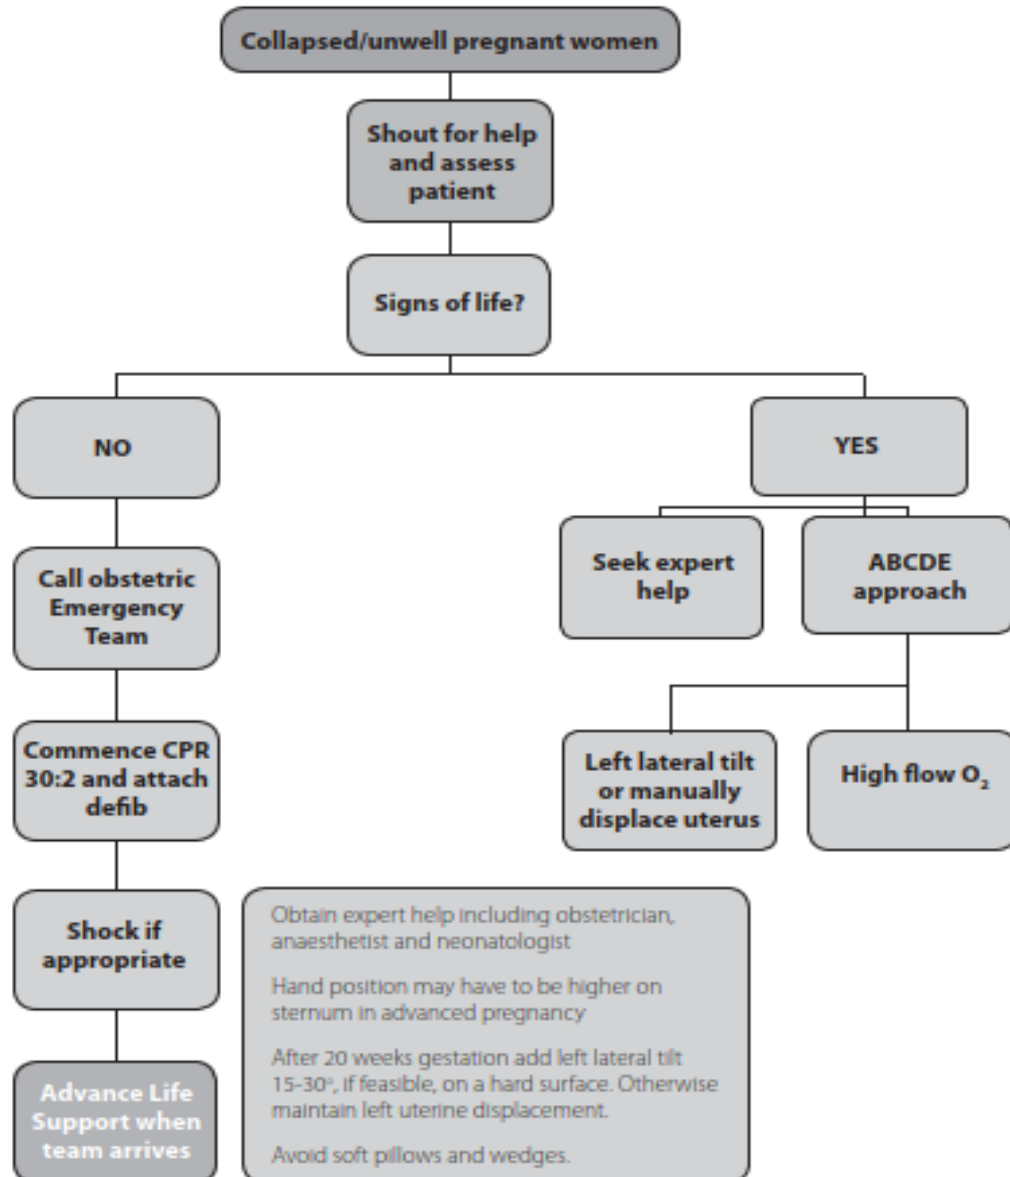 Collapsed/unwell pregnant women
Shout for help
and assess
patient
Signs of life?
NO
YES
Call obstetric
Emergency
Team
Seek expert
help
ABCDE
approach
Commence CPR
30:2 and attach
defib
Left lateral tilt
or manually
displace uterus
High flow O₂
Shock if
appropriate
Advance Life
Support when
team arrives
Obtain expert help including obstetrician,
anaesthetist and neonatologist
Hand position may have to be higher on
sternum in advanced pregnancy
After 20 weeks gestation add left lateral tilt
15-30°, if feasible, on a hard surface. Otherwise
maintain left uterine displacement.
Avoid soft pillows and wedges.